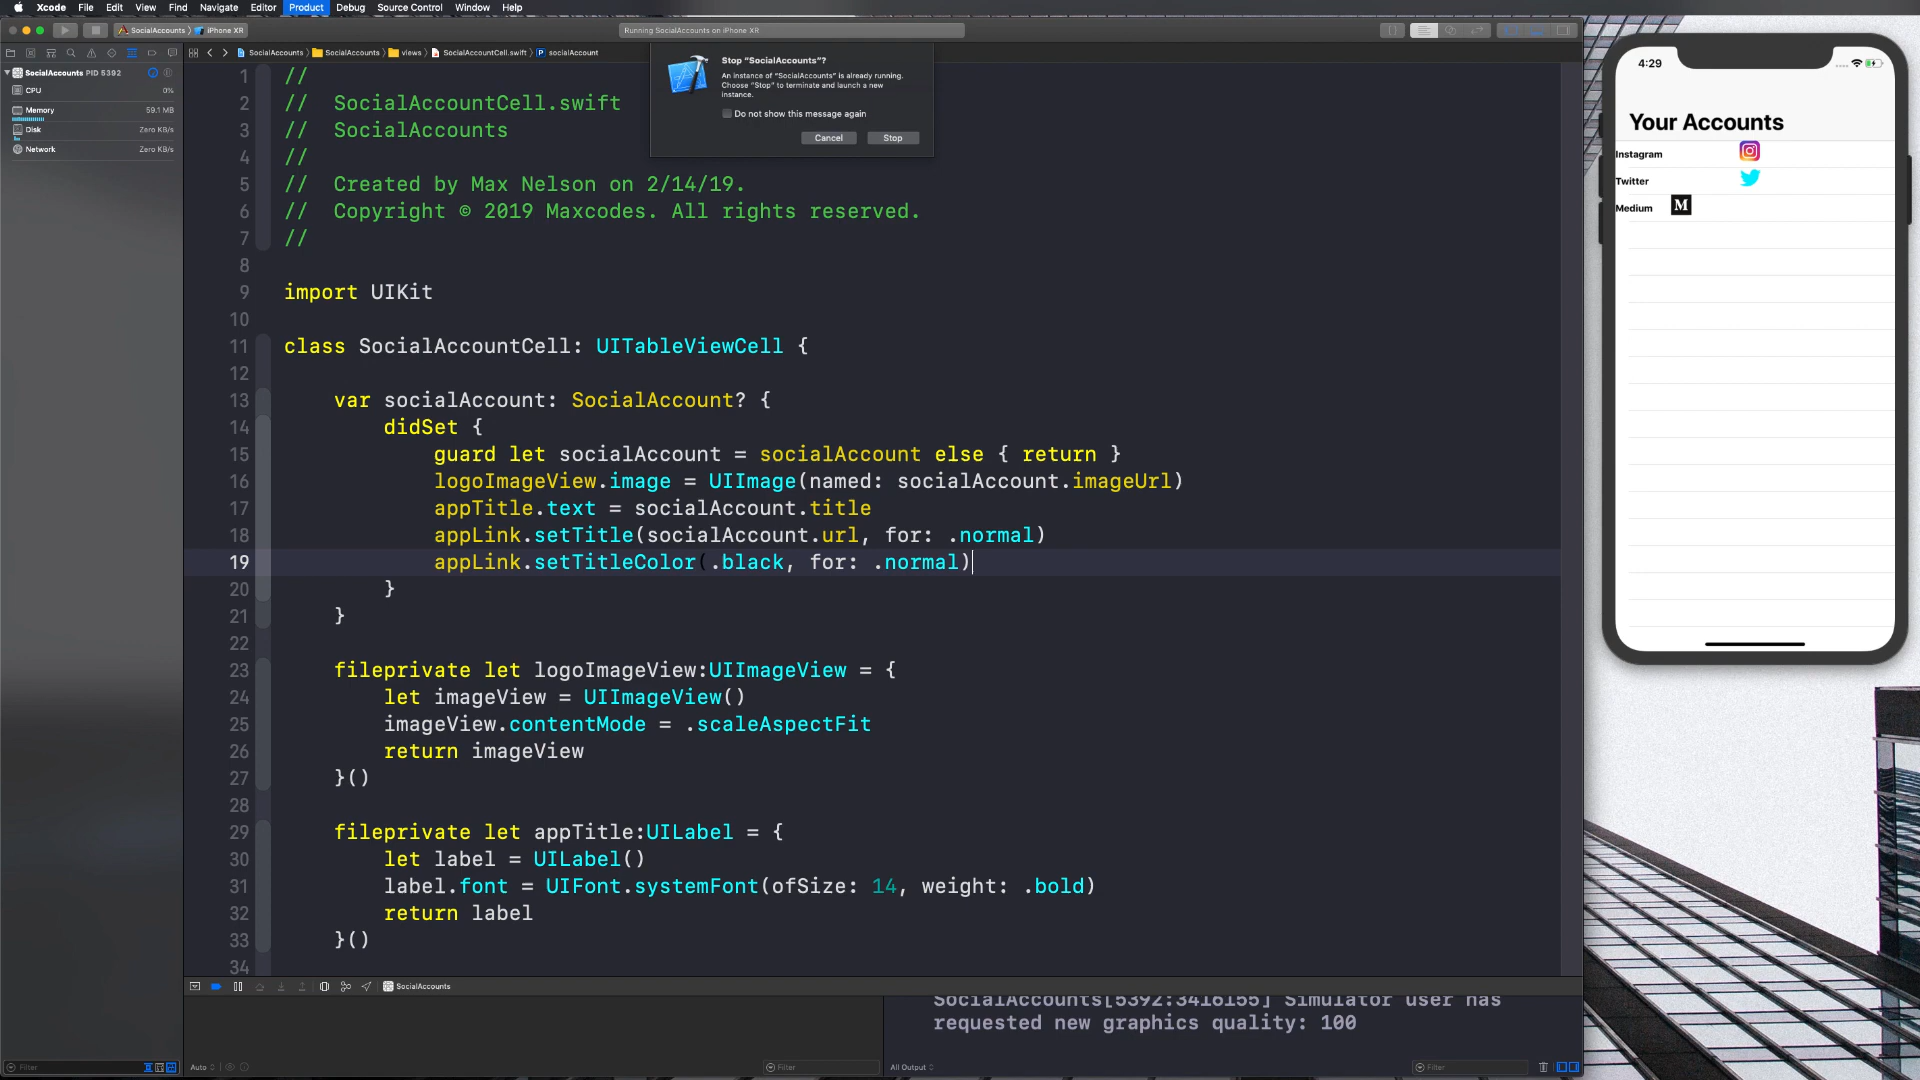 Xcode File Edit View Find Navigate Editor Product Debug Source Control Window Help
SocialAccounts iPhone XR
Running SocialAccounts on iPhone XR
SocialAccounts SocialAccounts views SocialAccountCell.swift P socialAccount
SocialAccounts PID 5392
CPU 0%
Memory 59.1 MB
Disk Zero KB/s
Network Zero KB/s
Stop “SocialAccounts”?
An instance of “SocialAccounts” is already running.
Choose “Stop” to terminate and launch a new
instance.
Do not show this message again
Cancel Stop
1 //
2 // SocialAccountCell.swift
3 // SocialAccounts
4 //
5 // Created by Max Nelson on 2/14/19.
6 // Copyright © 2019 Maxcodes. All rights reserved.
7 //
8
9 import UIKit
10
11 class SocialAccountCell: UITableViewCell {
12
13 var socialAccount: SocialAccount? {
14 didSet {
15 guard let socialAccount = socialAccount else { return }
16 logoImageView.image = UIImage(named: socialAccount.imageUrl)
17 appTitle.text = socialAccount.title
18 appLink.setTitle(socialAccount.url, for: .normal)
19 appLink.setTitleColor(.black, for: .normal)
20 }
21 }
22
23 fileprivate let logoImageView:UIImageView = {
24 let imageView = UIImageView()
25 imageView.contentMode = .scaleAspectFit
26 return imageView
27 }()
28
29 fileprivate let appTitle:UILabel = {
30 let label = UILabel()
31 label.font = UIFont.systemFont(ofSize: 14, weight: .bold)
32 return label
33 }()
34
SocialAccounts
SocialAccounts[5392:3416155] Simulator user has
requested new graphics quality: 100
Filter
Auto
Filter
All Output
Filter
4:29
Your Accounts
Instagram
Twitter
Medium M